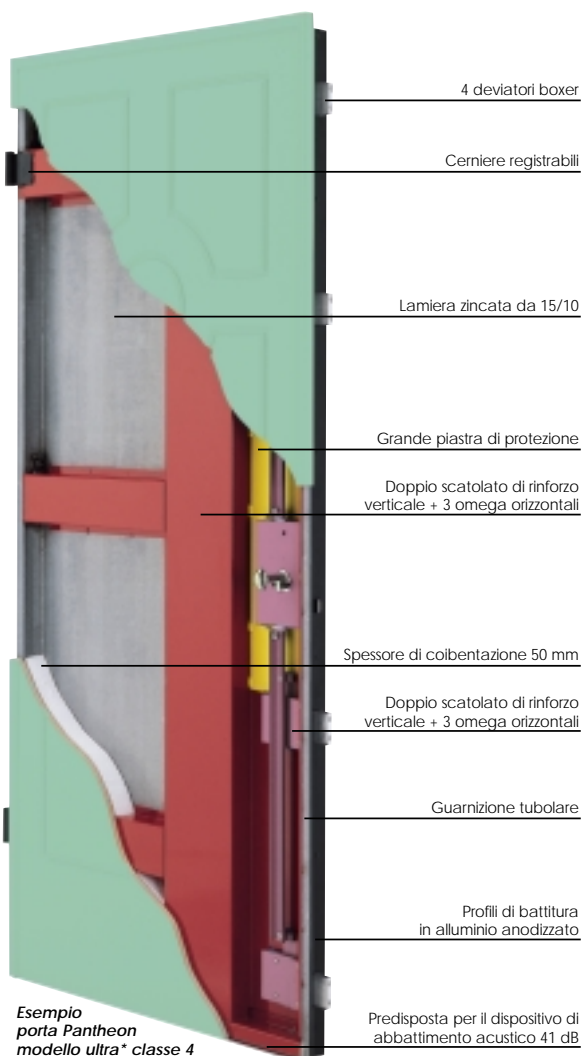 4 deviatori boxer
Cerniere registrabili
Lamiera zincata da 15/10
Grande piastra di protezione
Doppio scatolato di rinforzo
verticale + 3 omega orizzontali
Spessore di coibentazione 50 mm
Doppio scatolato di rinforzo
verticale + 3 omega orizzontali
Guarnizione tubolare
Profili di battitura
in alluminio anodizzato
Predisposta per il dispositivo di
abbattimento acustico 41 dB
Esempio
porta Pantheon
modello ultra* classe 4